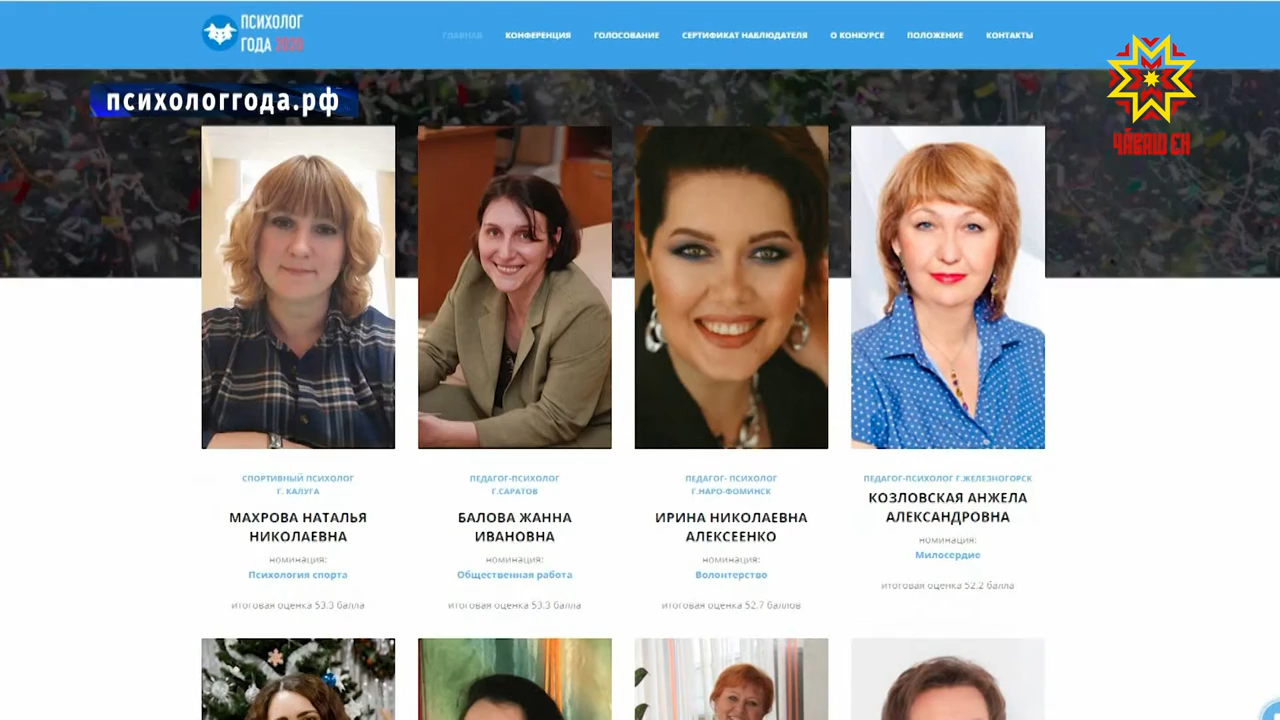 ПСИХОЛОГ
ГОДА 2020
ГЛАВНАЯ КОНФЕРЕНЦИЯ ГОЛОСОВАНИЕ СЕРТИФИКАТ НАБЛЮДАТЕЛЯ О КОНКУРСЕ ПОЛОЖЕНИЕ КОНТАКТЫ
психологгода.рф
ЧӐВАШ ЕН
СПОРТИВНЫЙ ПСИХОЛОГ
Г. КАЛУГА
МАХРОВА НАТАЛЬЯ
НИКОЛАЕВНА
номинация:
Психология спорта
итоговая оценка 53.3 балла
ПЕДАГОГ-ПСИХОЛОГ
Г.САРАТОВ
БАЛОВА ЖАННА
ИВАНОВНА
номинация:
Общественная работа
итоговая оценка 53.3 балла
ПЕДАГОГ- ПСИХОЛОГ
Г.НАРО-ФОМИНСК
ИРИНА НИКОЛАЕВНА
АЛЕКСЕЕНКО
номинация:
Волонтерство
итоговая оценка 52.7 баллов
ПЕДАГОГ-ПСИХОЛОГ Г.ЖЕЛЕЗНОГОРСК
КОЗЛОВСКАЯ АНЖЕЛА
АЛЕКСАНДРОВНА
номинация:
Милосердие
итоговая оценка 52.2 балла